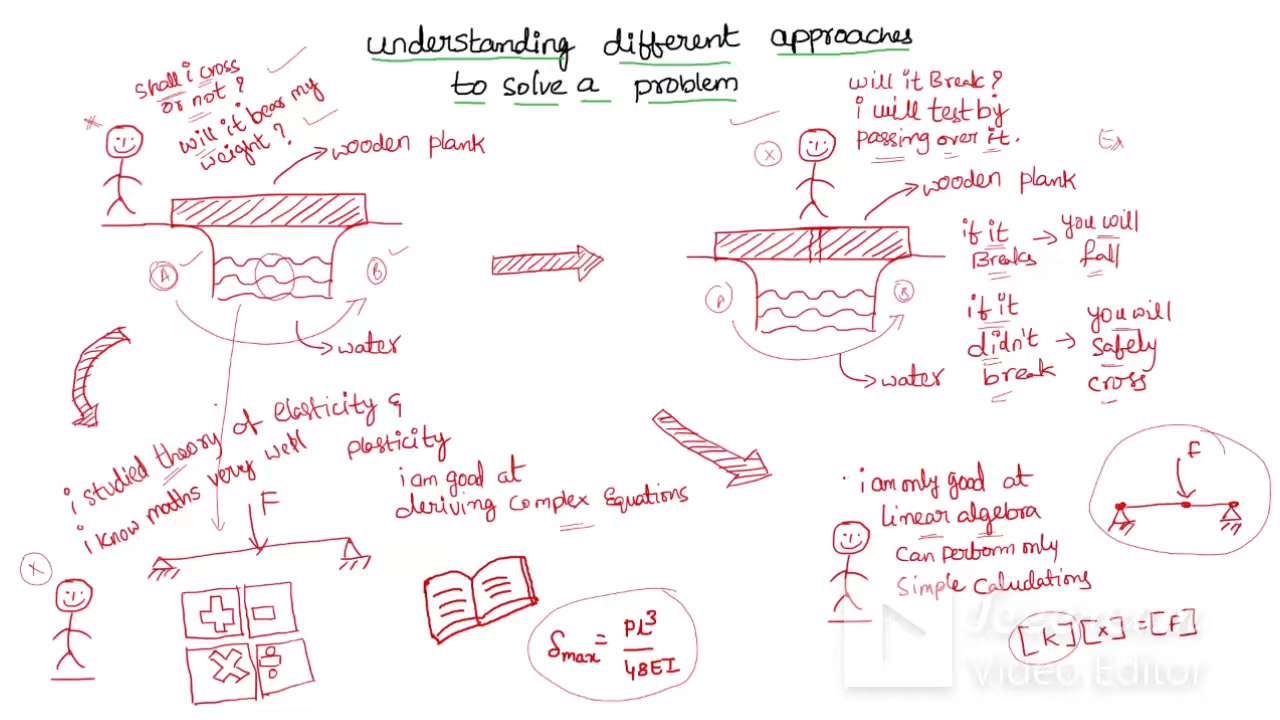 understanding different approaches
to solve a problem
shall i cross
or not?
will it bear my
weight?
wooden plank
A
B
water
will it Break?
i will test by
passing over it.
X
Ex
wooden plank
if it
Breaks
→ you will
fall
if it
didn't
break
→ you will
safely
cross
A
B
water
i studied theory of elasticity &
plasticity
i know maths very well
i am good at
deriving complex Equations
F
X
δmax = PL³/48EI
i am only good at
linear algebra
can perform only
simple calculations
F
[k][x]=[F]
Video Editor